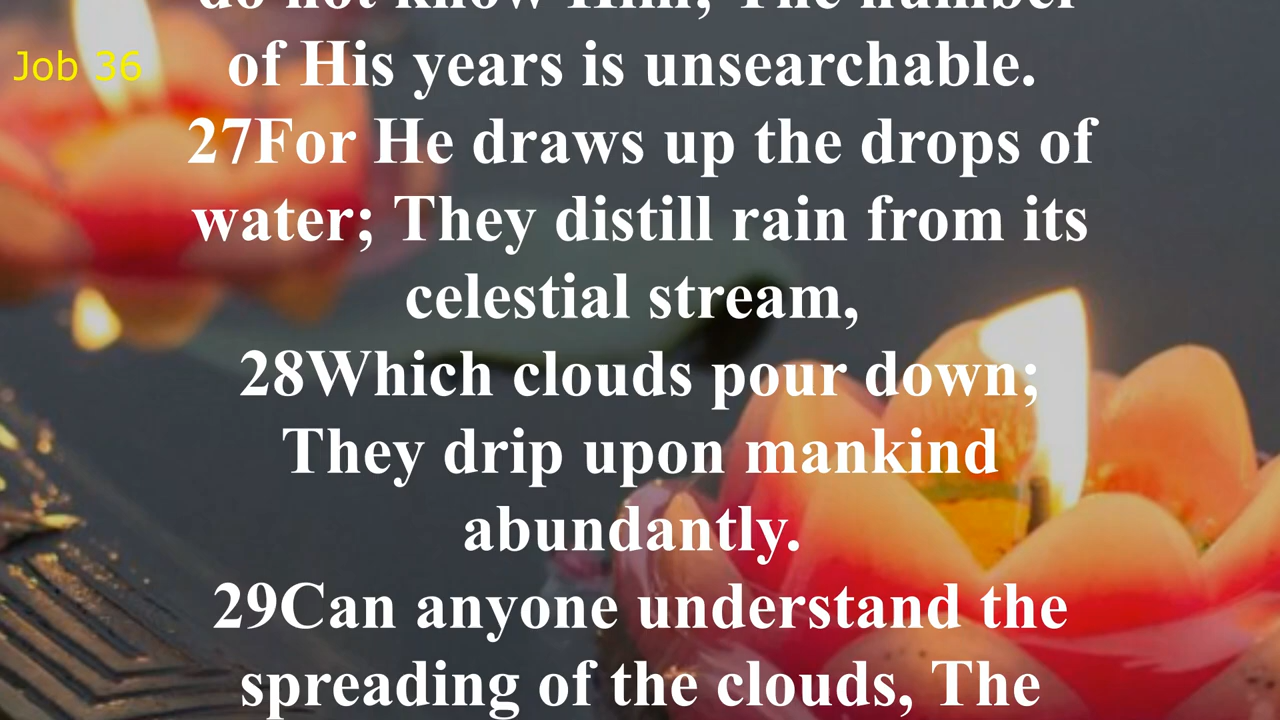 do not know Him; The number
Job 36
of His years is unsearchable.
27For He draws up the drops of
water; They distill rain from its
celestial stream,
28Which clouds pour down;
They drip upon mankind
abundantly.
29Can anyone understand the
spreading of the clouds, The